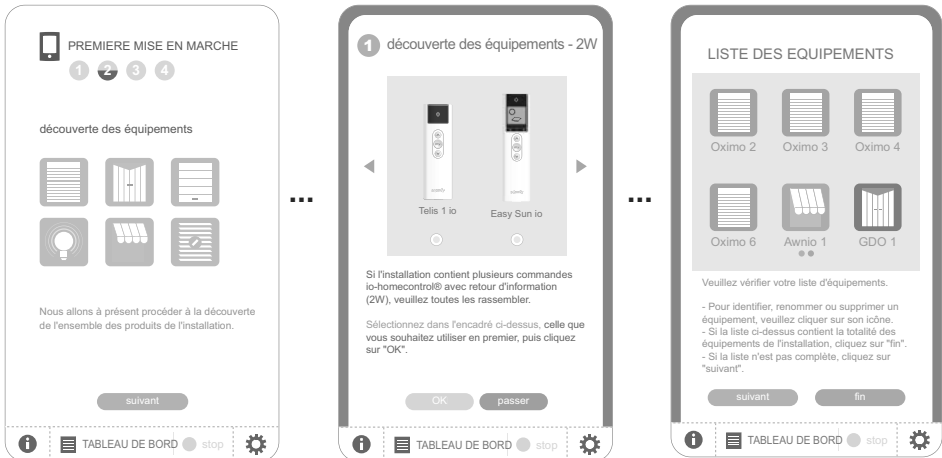 PREMIERE MISE EN MARCHE
1 2 3 4
découverte des équipements
Nous allons à présent procéder à la découverte
de l'ensemble des produits de l'installation.
suivant
i TABLEAU DE BORD stop
...
1 découverte des équipements - 2W
Telis 1 io
Easy Sun io
Si l'installation contient plusieurs commandes
io-homecontrol® avec retour d'information
(2W), veuillez toutes les rassembler.
Sélectionnez dans l'encadré ci-dessus, celle que
vous souhaitez utiliser en premier, puis cliquez
sur "OK".
OK passer
i TABLEAU DE BORD stop
...
LISTE DES EQUIPEMENTS
Oximo 2 Oximo 3 Oximo 4
Oximo 6 Awnio 1 GDO 1
Veuillez vérifier votre liste d'équipements.
- Pour identifier, renommer ou supprimer un
équipement, veuillez cliquer sur son icône.
- Si la liste ci-dessus contient la totalité des
équipements de l'installation, cliquez sur "fin".
- Si la liste n'est pas complète, cliquez sur
"suivant".
suivant fin
i TABLEAU DE BORD stop